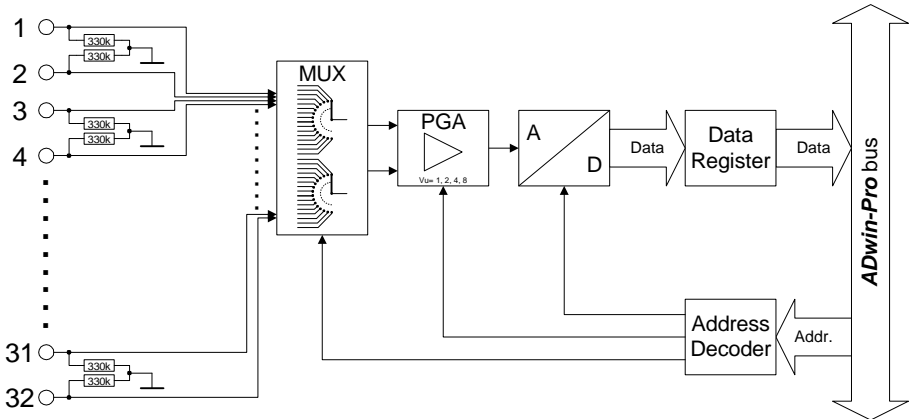 1
330k
330k
2
3
330k
330k
4
31
330k
330k
32
MUX
PGA
Vu= 1, 2, 4, 8
A
D
Data
Data
Register
Data
Address
Decoder
Addr.
ADwin-Pro bus